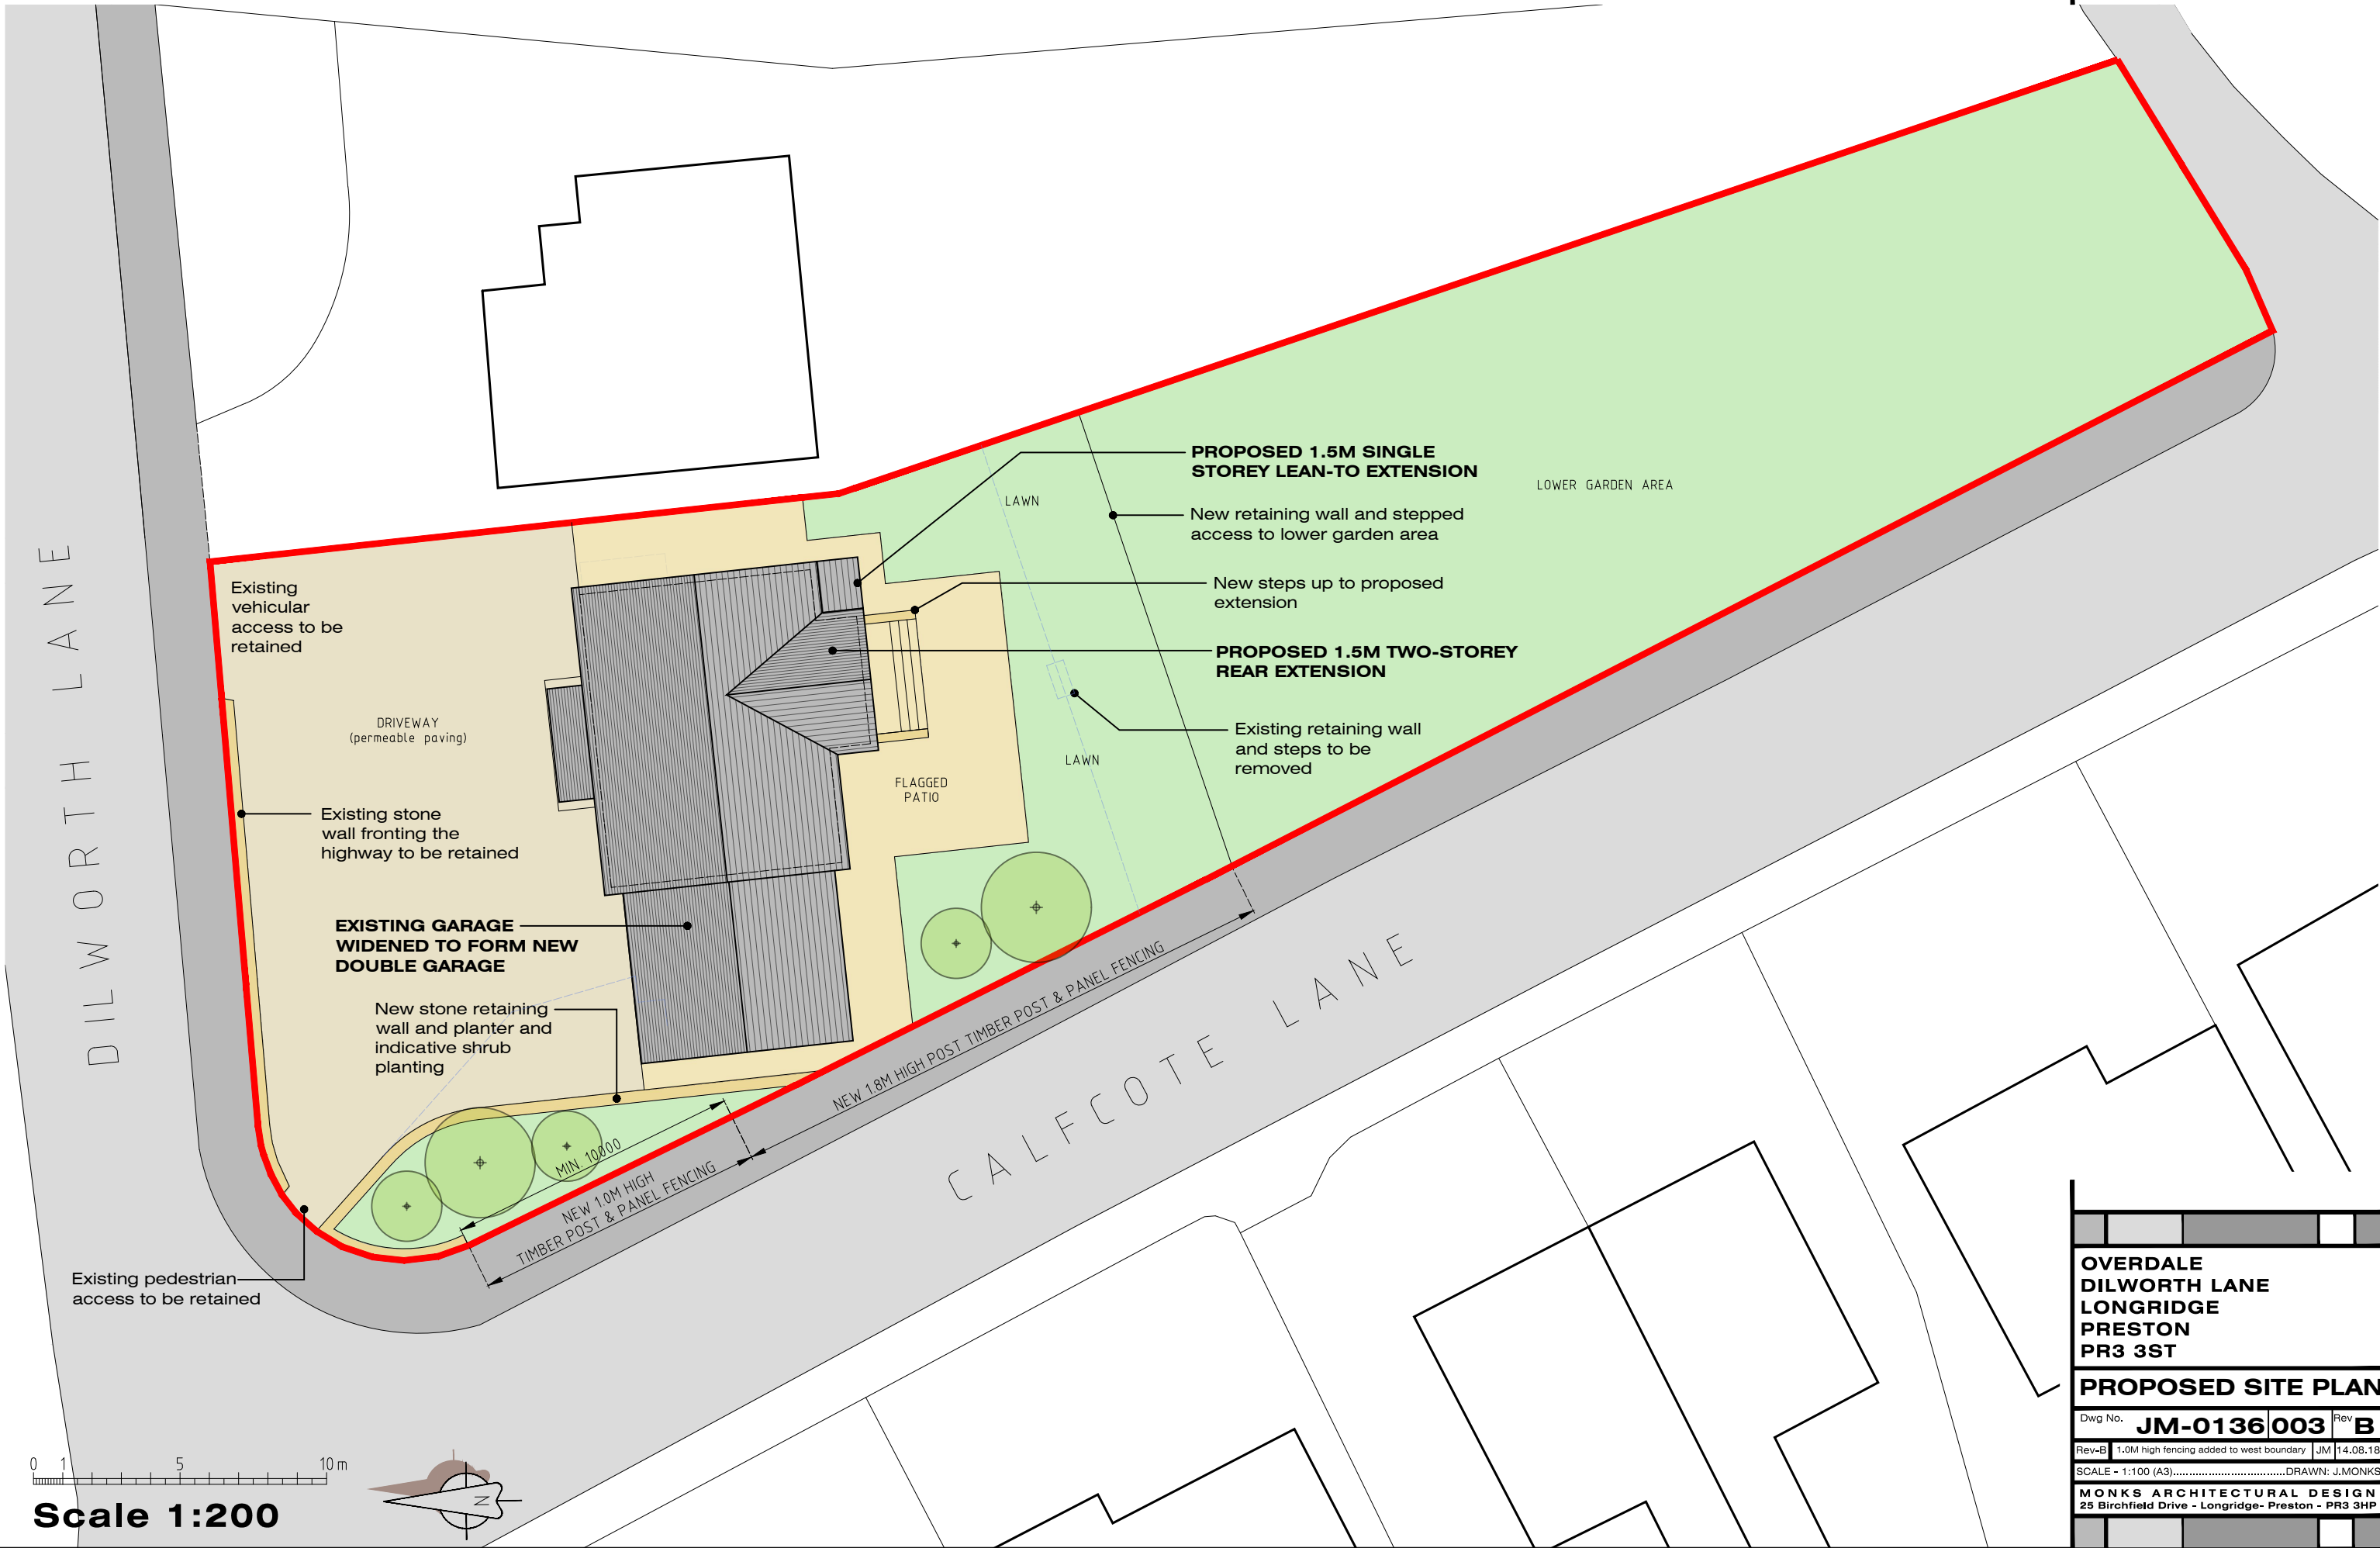 DILWORTH LANE
Existing
vehicular
access to be
retained
DRIVEWAY
(permeable paving)
Existing stone
wall fronting the
highway to be retained
EXISTING GARAGE
WIDENED TO FORM NEW
DOUBLE GARAGE
New stone retaining
wall and planter and
indicative shrub
planting
Existing pedestrian
access to be retained
PROPOSED 1.5M SINGLE
STOREY LEAN-TO EXTENSION
LAWN
New retaining wall and stepped
access to lower garden area
LOWER GARDEN AREA
New steps up to proposed
extension
PROPOSED 1.5M TWO-STOREY
REAR EXTENSION
Existing retaining wall
and steps to be
removed
LAWN
FLAGGED
PATIO
NEW 1.8M HIGH POST TIMBER POST & PANEL FENCING
MIN. 10000
NEW 1.0M HIGH
TIMBER POST & PANEL FENCING
CALFCOTE LANE
0 1 5 10 m
Scale 1:200
N
OVERDALE
DILWORTH LANE
LONGRIDGE
PRESTON
PR3 3ST
PROPOSED SITE PLAN
Dwg No. JM-0136 003 Rev B
Rev-B 1.0M high fencing added to west boundary JM 14.08.18
SCALE - 1:100 (A3)..................................DRAWN: J.MONKS
MONKS ARCHITECTURAL DESIGN
25 Birchfield Drive - Longridge- Preston - PR3 3HP